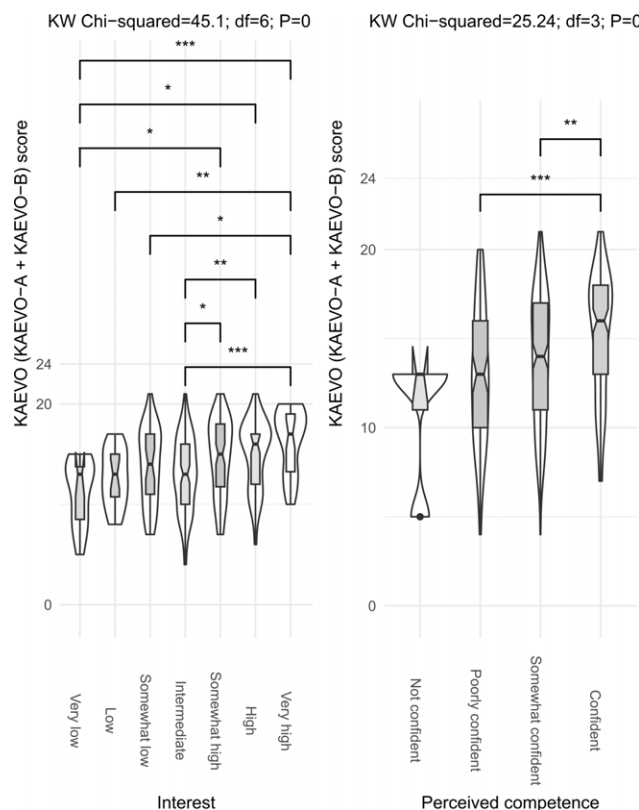 KW Chi−squared=45.1; df=6; P=0
KAEVO (KAEVO−A + KAEVO−B) score
***
*
*
**
*
**
*
***
24
20
0
Very low
Low
Somewhat low
Intermediate
Somewhat high
High
Very high
Interest
KW Chi−squared=25.24; df=3; P=0
KAEVO (KAEVO−A + KAEVO−B) score
**
***
24
20
10
0
Not confident
Poorly confident
Somewhat confident
Confident
Perceived competence